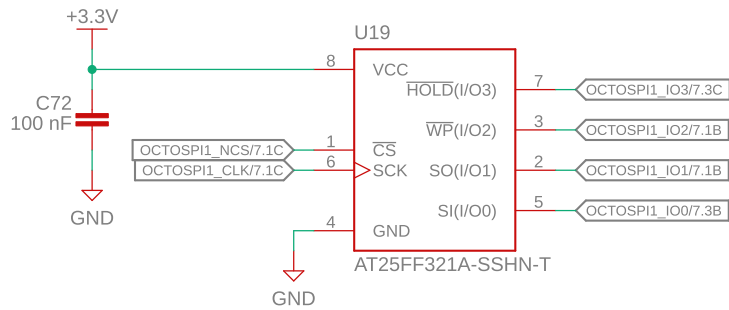 +3.3V
U19
8
VCC
HOLD(I/O3)
7
OCTOSPI1_IO3/7.3C
C72
100 nF
WP(I/O2)
3
OCTOSPI1_IO2/7.1B
OCTOSPI1_NCS/7.1C
1
CS
OCTOSPI1_CLK/7.1C
6
SCK
SO(I/O1)
2
OCTOSPI1_IO1/7.1B
GND
SI(I/O0)
5
OCTOSPI1_IO0/7.3B
4
GND
AT25FF321A-SSHN-T
GND